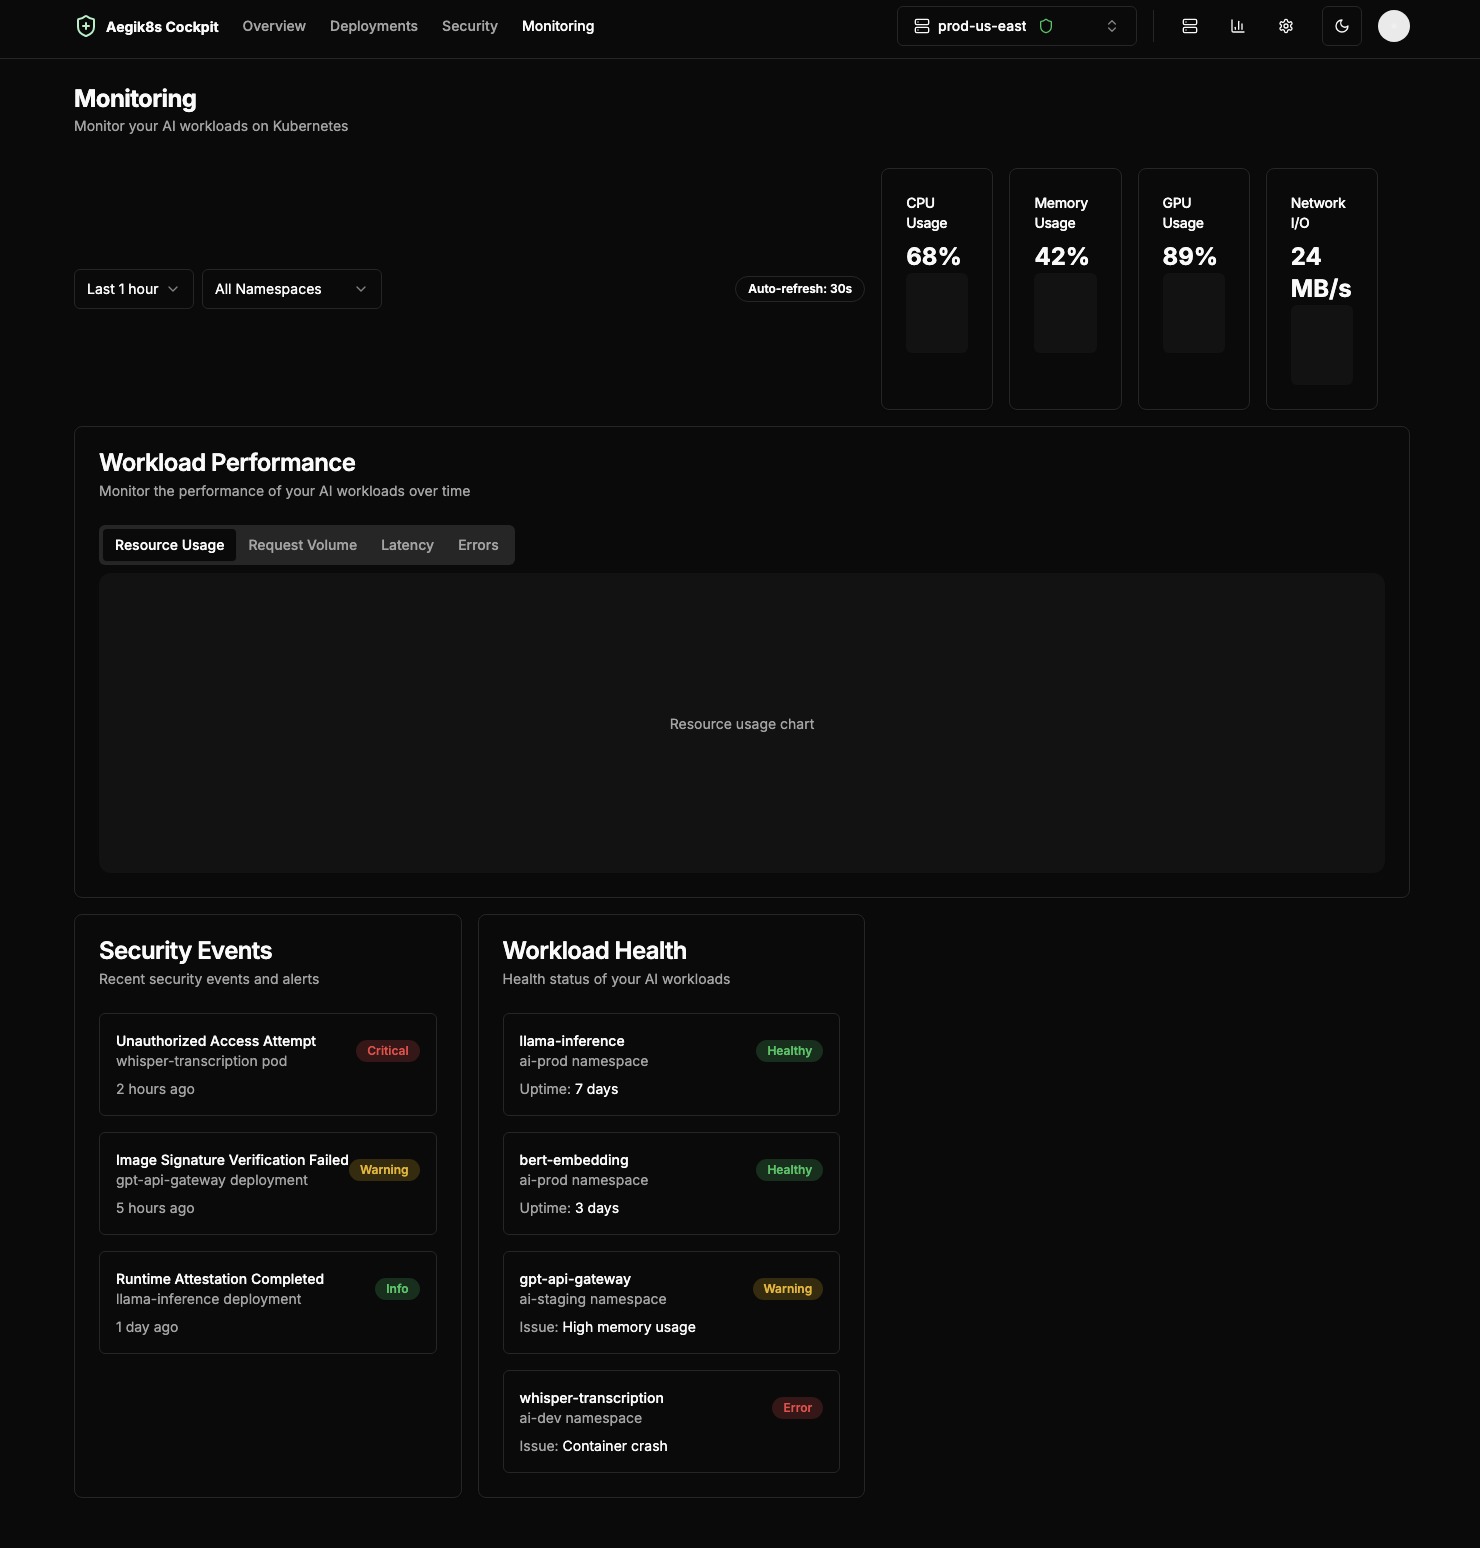 Aegik8s Cockpit
Overview
Deployments
Security
Monitoring
prod-us-east
Monitoring
Monitor your AI workloads on Kubernetes
Last 1 hour
All Namespaces
Auto-refresh: 30s
CPU
Usage
68%
Memory
Usage
42%
GPU
Usage
89%
Network
I/O
24
MB/s
Workload Performance
Monitor the performance of your AI workloads over time
Resource Usage
Request Volume
Latency
Errors
Resource usage chart
Security Events
Recent security events and alerts
Unauthorized Access Attempt
whisper-transcription pod
Critical
2 hours ago
Image Signature Verification Failed
gpt-api-gateway deployment
Warning
5 hours ago
Runtime Attestation Completed
llama-inference deployment
Info
1 day ago
Workload Health
Health status of your AI workloads
llama-inference
ai-prod namespace
Healthy
Uptime: 7 days
bert-embedding
ai-prod namespace
Healthy
Uptime: 3 days
gpt-api-gateway
ai-staging namespace
Warning
Issue: High memory usage
whisper-transcription
ai-dev namespace
Error
Issue: Container crash